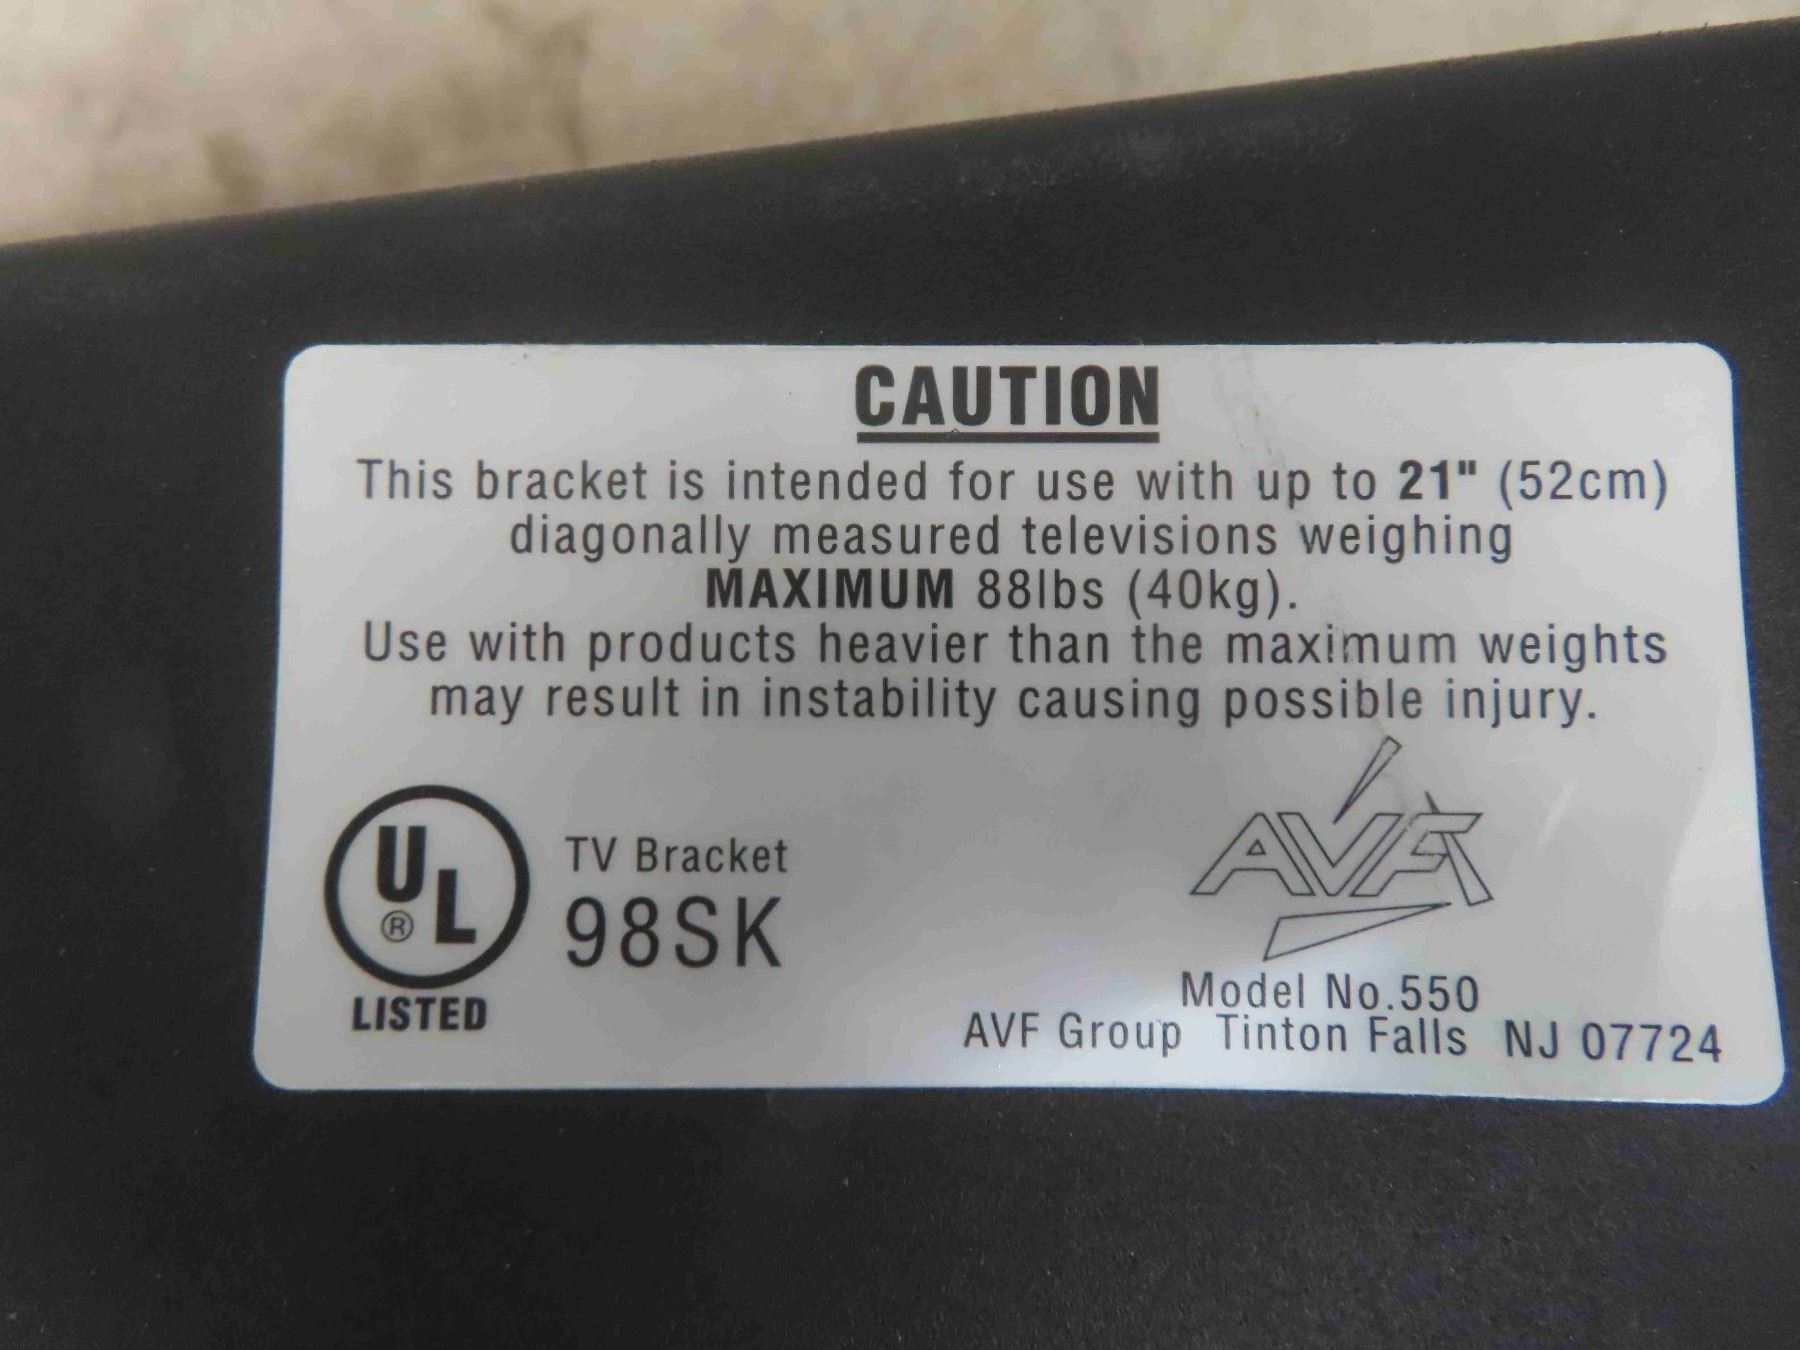 CAUTION
This bracket is intended for use with up to 21" (52cm)
diagonally measured televisions weighing
MAXIMUM 88lbs (40kg).
Use with products heavier than the maximum weights
may result in instability causing possible injury.
UL ®
LISTED
TV Bracket
98SK
AVF
Model No.550
AVF Group Tinton Falls NJ 07724